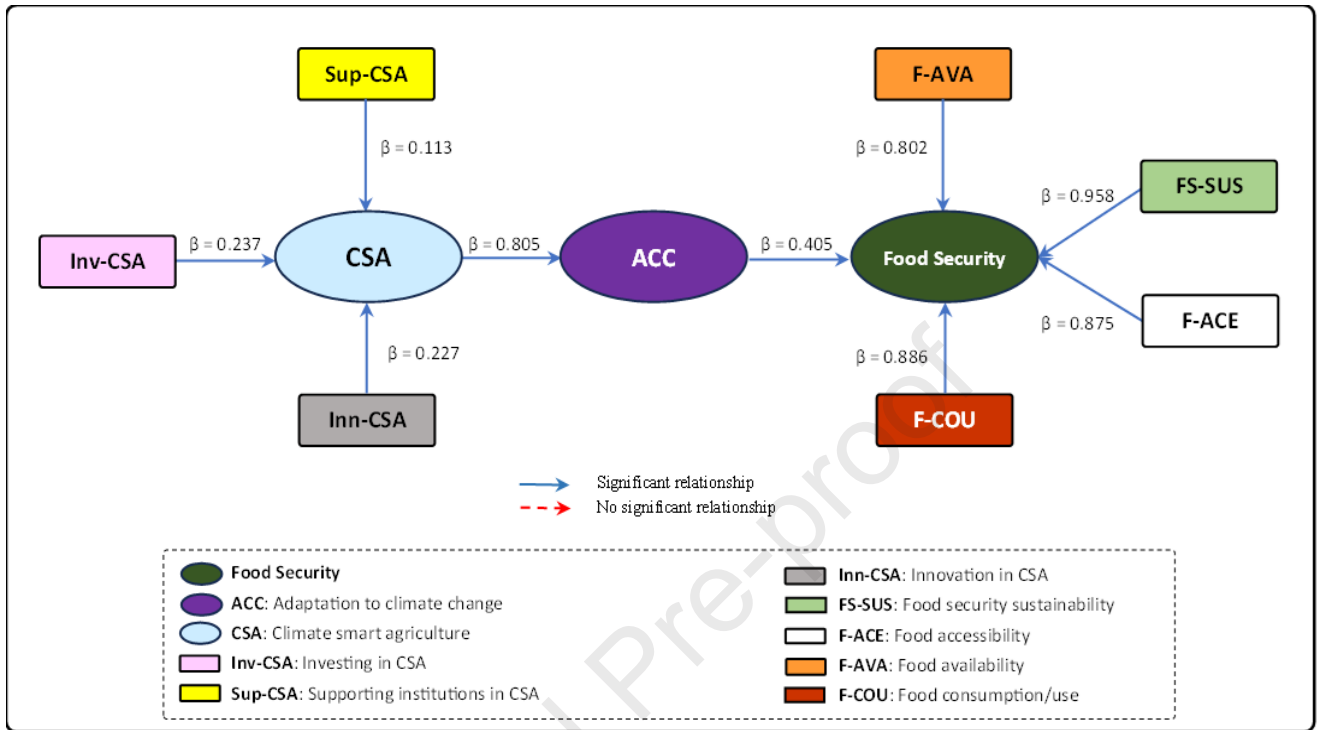 Sup-CSA
F-AVA
β = 0.113
β = 0.802
FS-SUS
β = 0.958
Inv-CSA
β = 0.237
CSA
β = 0.805
ACC
β = 0.405
Food Security
F-ACE
β = 0.875
β = 0.227
β = 0.886
Inn-CSA
F-COU
Significant relationship
No significant relationship
Food Security
ACC: Adaptation to climate change
CSA: Climate smart agriculture
Inv-CSA: Investing in CSA
Sup-CSA: Supporting institutions in CSA
Inn-CSA: Innovation in CSA
FS-SUS: Food security sustainability
F-ACE: Food accessibility
F-AVA: Food availability
F-COU: Food consumption/use
Pre-proof